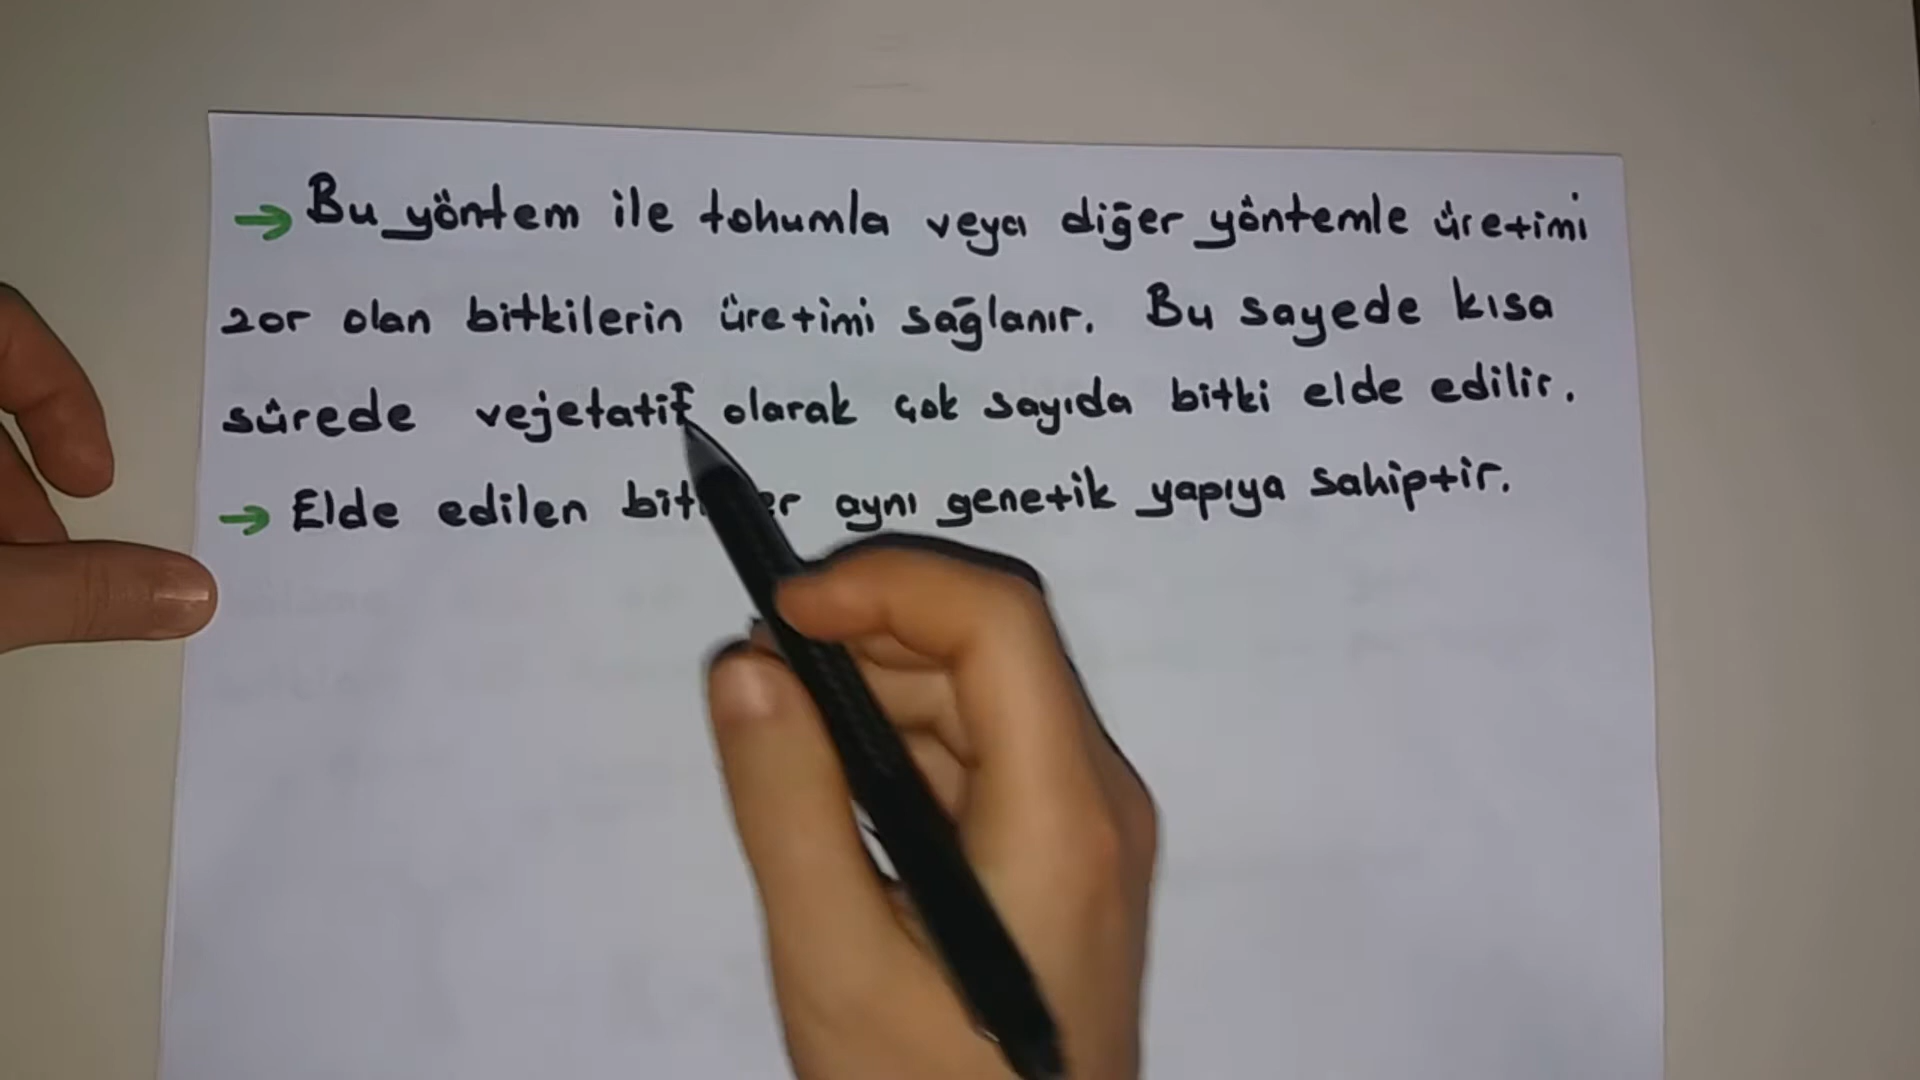 → Bu yöntem ile tohumla veya diğer yöntemle üretimi
zor olan bitkilerin üretimi sağlanır. Bu sayede kısa
sürede vejetatif olarak çok sayıda bitki elde edilir.
→ Elde edilen aynı genetik yapıya sahiptir.